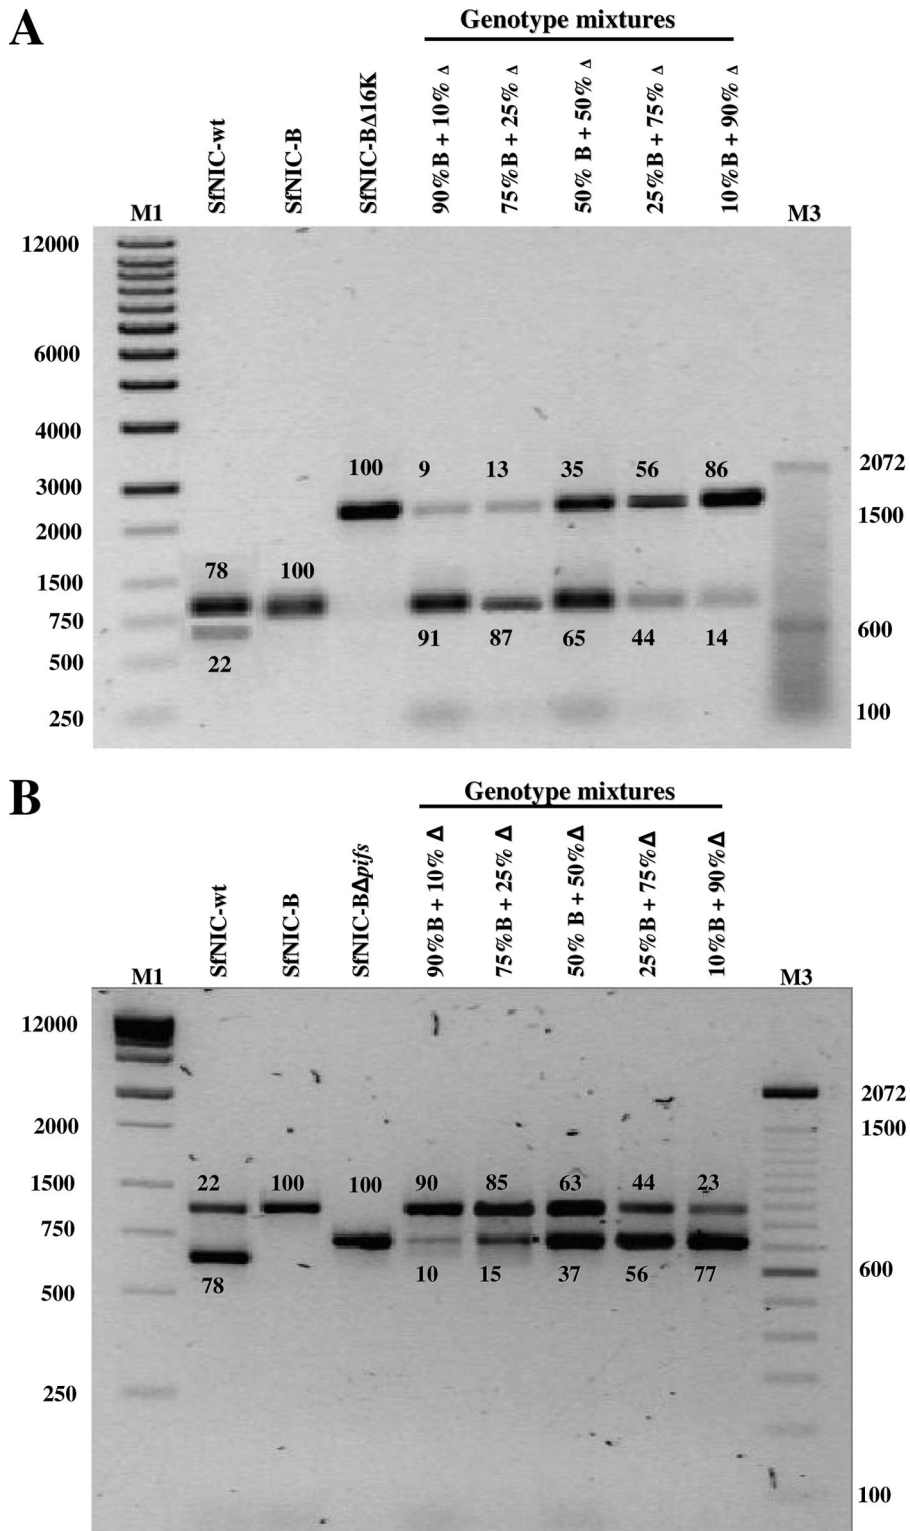 A
Genotype mixtures
SfNIC-wt
SfNIC-B
SfNIC-BΔ16K
90%B + 10% Δ
75%B + 25% Δ
50% B + 50% Δ
25%B + 75% Δ
10%B + 90% Δ
M1
M3
12000
6000
4000
3000
2000
1500
750
500
250
100 9 13 35 56 86
78 100
22
91 87 65 44 14
2072
1500
600
100
B
Genotype mixtures
SfNIC-wt
SfNIC-B
SfNIC-BΔpifs
90%B + 10% Δ
75%B + 25% Δ
50% B + 50%Δ
25%B + 75%Δ
10%B + 90%Δ
M1
M3
12000
2000
1500
750
500
250
22 100 100 90 85 63 44 23
78 10 15 37 56 77
2072
1500
600
100